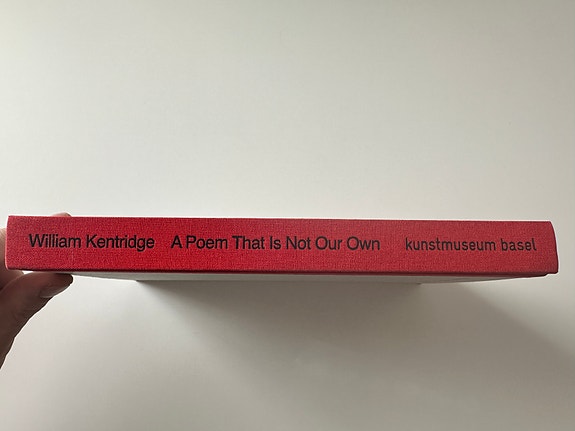 William Kentridge A Poem That Is Not Our Own kunstmuseum basel